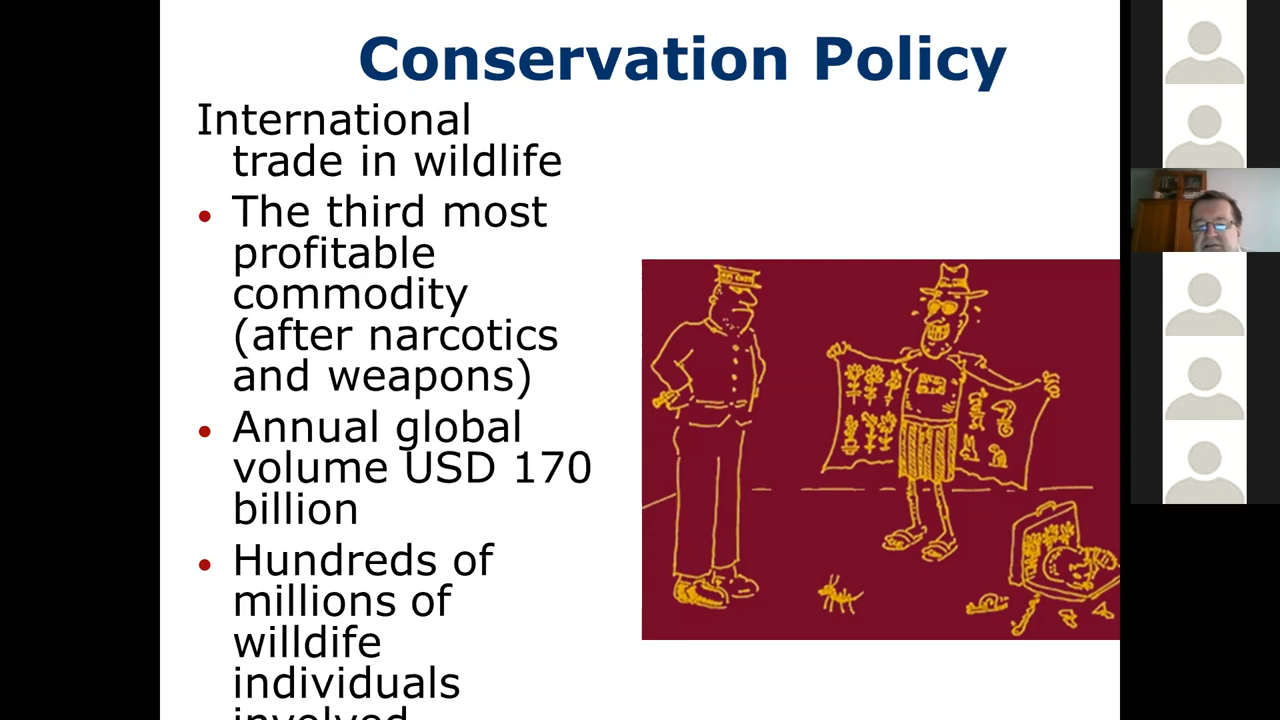 Conservation Policy
International
trade in wildlife
• The third most
profitable
commodity
(after narcotics
and weapons)
• Annual global
volume USD 170
billion
• Hundreds of
millions of
willdife
individuals
involved